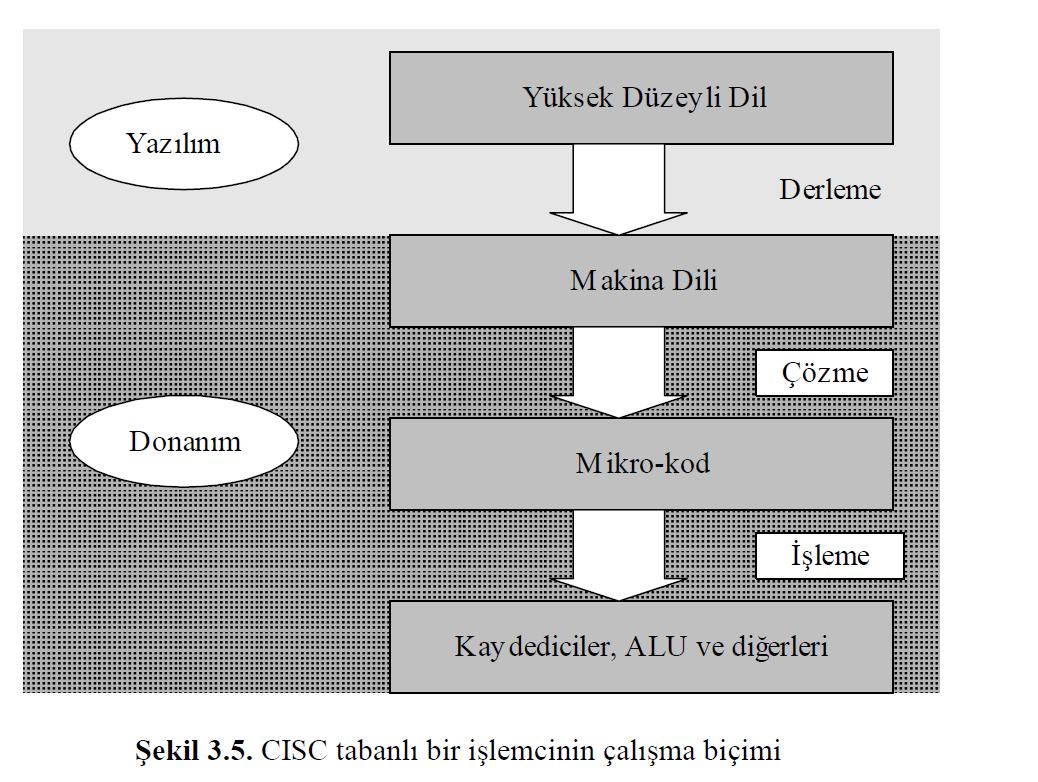 Yüksek Düzeyli Dil
Yazılım
Derleme
Makina Dili
Çözme
Donanım
Mikro-kod
İşleme
Kaydediciler, ALU ve diğerleri
Şekil 3.5. CISC tabanlı bir işlemcinin çalışma biçimi